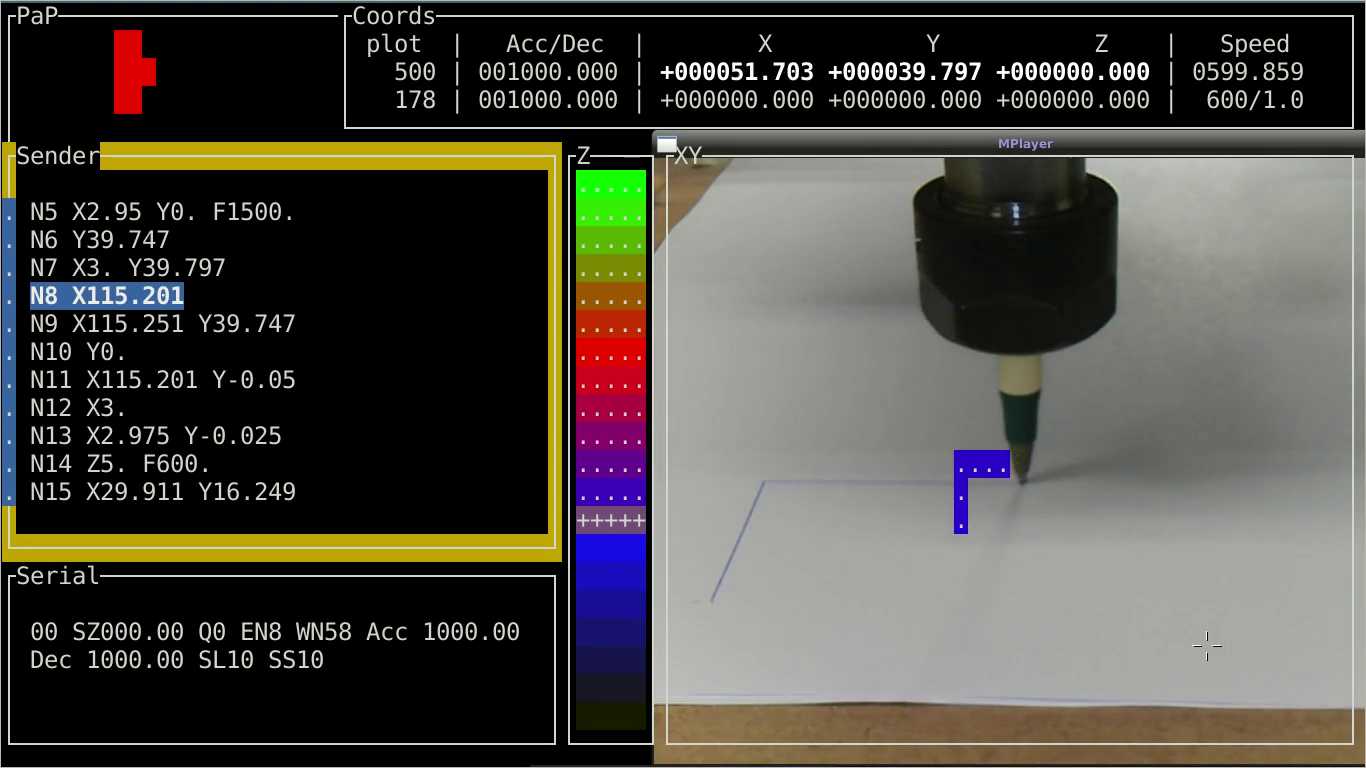 PaP
Coords
plot | Acc/Dec | X Y Z | Speed
500 | 001000.000 | +000051.703 +000039.797 +000000.000 | 0599.859
178 | 001000.000 | +000000.000 +000000.000 +000000.000 | 600/1.0
MPlayer
Sender
Z
XY
. N5 X2.95 Y0. F1500.
. N6 Y39.747
. N7 X3. Y39.797
. N8 X115.201
. N9 X115.251 Y39.747
. N10 Y0.
. N11 X115.201 Y-0.05
. N12 X3.
. N13 X2.975 Y-0.025
. N14 Z5. F600.
. N15 X29.911 Y16.249
.....
.....
.....
.....
.....
.....
.....
.....
.....
.....
.....
.....
+++++
....
.
.
Serial
00 SZ000.00 Q0 EN8 WN58 Acc 1000.00
Dec 1000.00 SL10 SS10